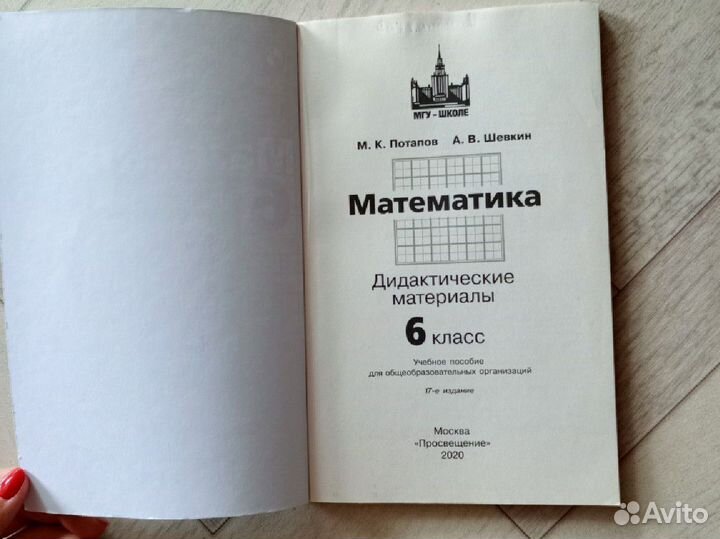 МГУ – ШКОЛЕ
М. К. Потапов А. В. Шевкин
Математика
Дидактические
материалы
6 класс
Учебное пособие
для общеобразовательных организаций
17-е издание
Москва
«Просвещение»
2020
Avito